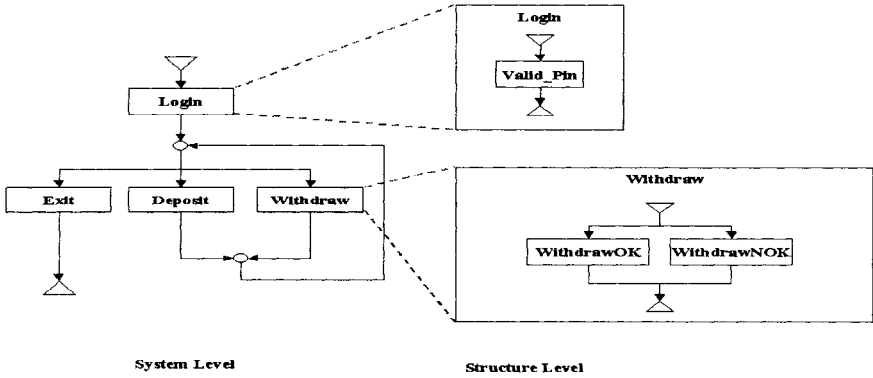 Login
Valid_Pin
Login
Exit
Deposit
Withdraw
Withdraw
WithdrawOK
WithdrawNOK
System Level
Structure Level